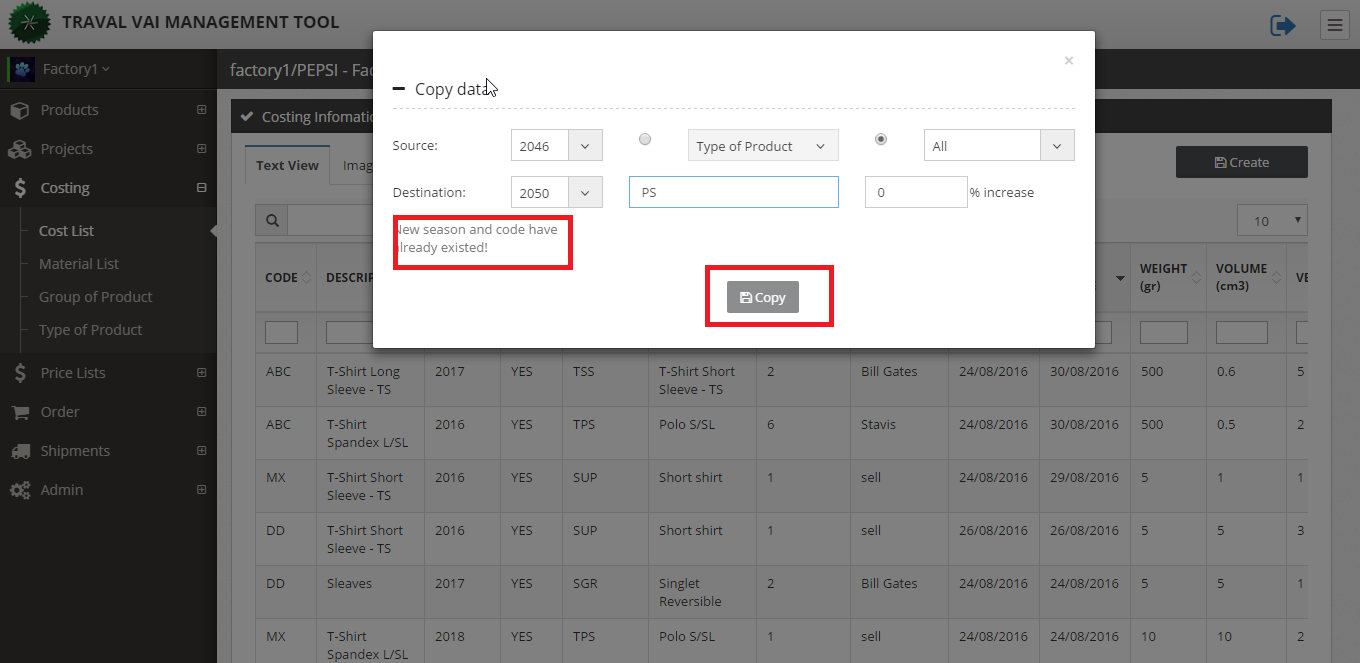 TRAVAL VAI MANAGEMENT TOOL
Factory1
factory1/PEPSI - Fac
Products
Projects
Costing
Cost List
Material List
Group of Product
Type of Product
Price Lists
Order
Shipments
Admin
Costing Infomatio
Text View
Imag
Create
10
×
Copy data
Source:
2046
Type of Product
All
Destination:
2050
PS
0
% increase
New season and code have
already existed!
Copy
CODE
DESCRIP
WEIGHT
(gr)
VOLUME
(cm3)
VE
ABC
T-Shirt Long
Sleeve - TS
2017
YES
TSS
T-Shirt Short
Sleeve - TS
2
Bill Gates
24/08/2016
30/08/2016
500
0.6
5
ABC
T-Shirt
Spandex L/SL
2016
YES
TPS
Polo S/SL
6
Stavis
24/08/2016
30/08/2016
500
0.5
2
MX
T-Shirt Short
Sleeve - TS
2016
YES
SUP
Short shirt
1
sell
24/08/2016
29/08/2016
5
1
1
DD
T-Shirt Short
Sleeve - TS
2016
YES
SUP
Short shirt
1
sell
26/08/2016
26/08/2016
5
5
3
DD
Sleaves
2017
YES
SGR
Singlet
Reversible
2
Bill Gates
24/08/2016
24/08/2016
5
5
1
MX
T-Shirt
Spandex L/SL
2018
YES
TPS
Polo S/SL
1
sell
24/08/2016
24/08/2016
10
10
2